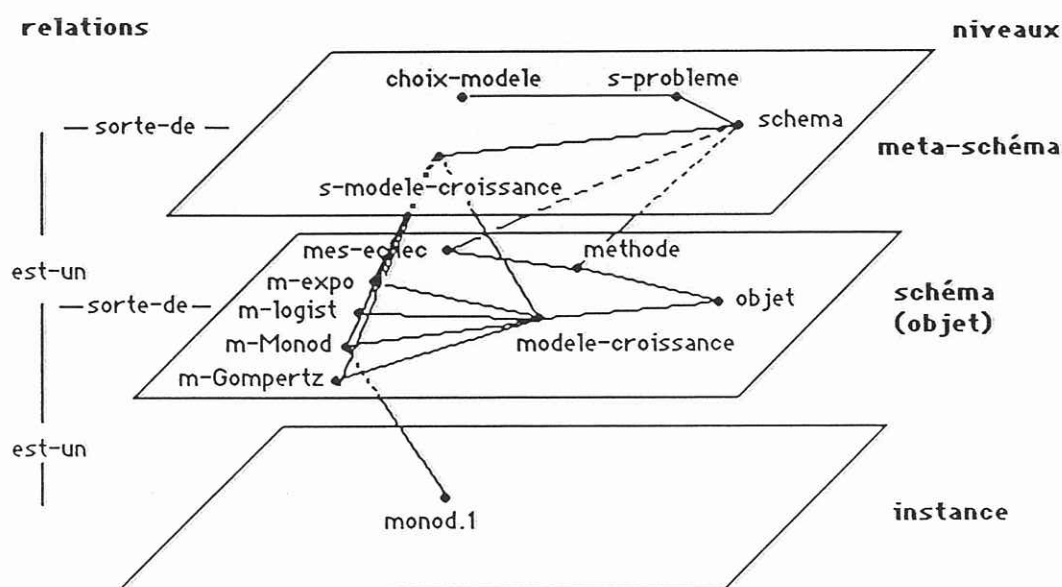 relations
niveaux
choix-modele
s-probleme
schema
sorte-de
meta-schéma
s-modele-croissance
mes-ecolec
methode
est-un
m-expo
objet
schéma
(objet)
sorte-de
m-logist
m-Monod
modele-croissance
m-Gompertz
est-un
monod.1
instance